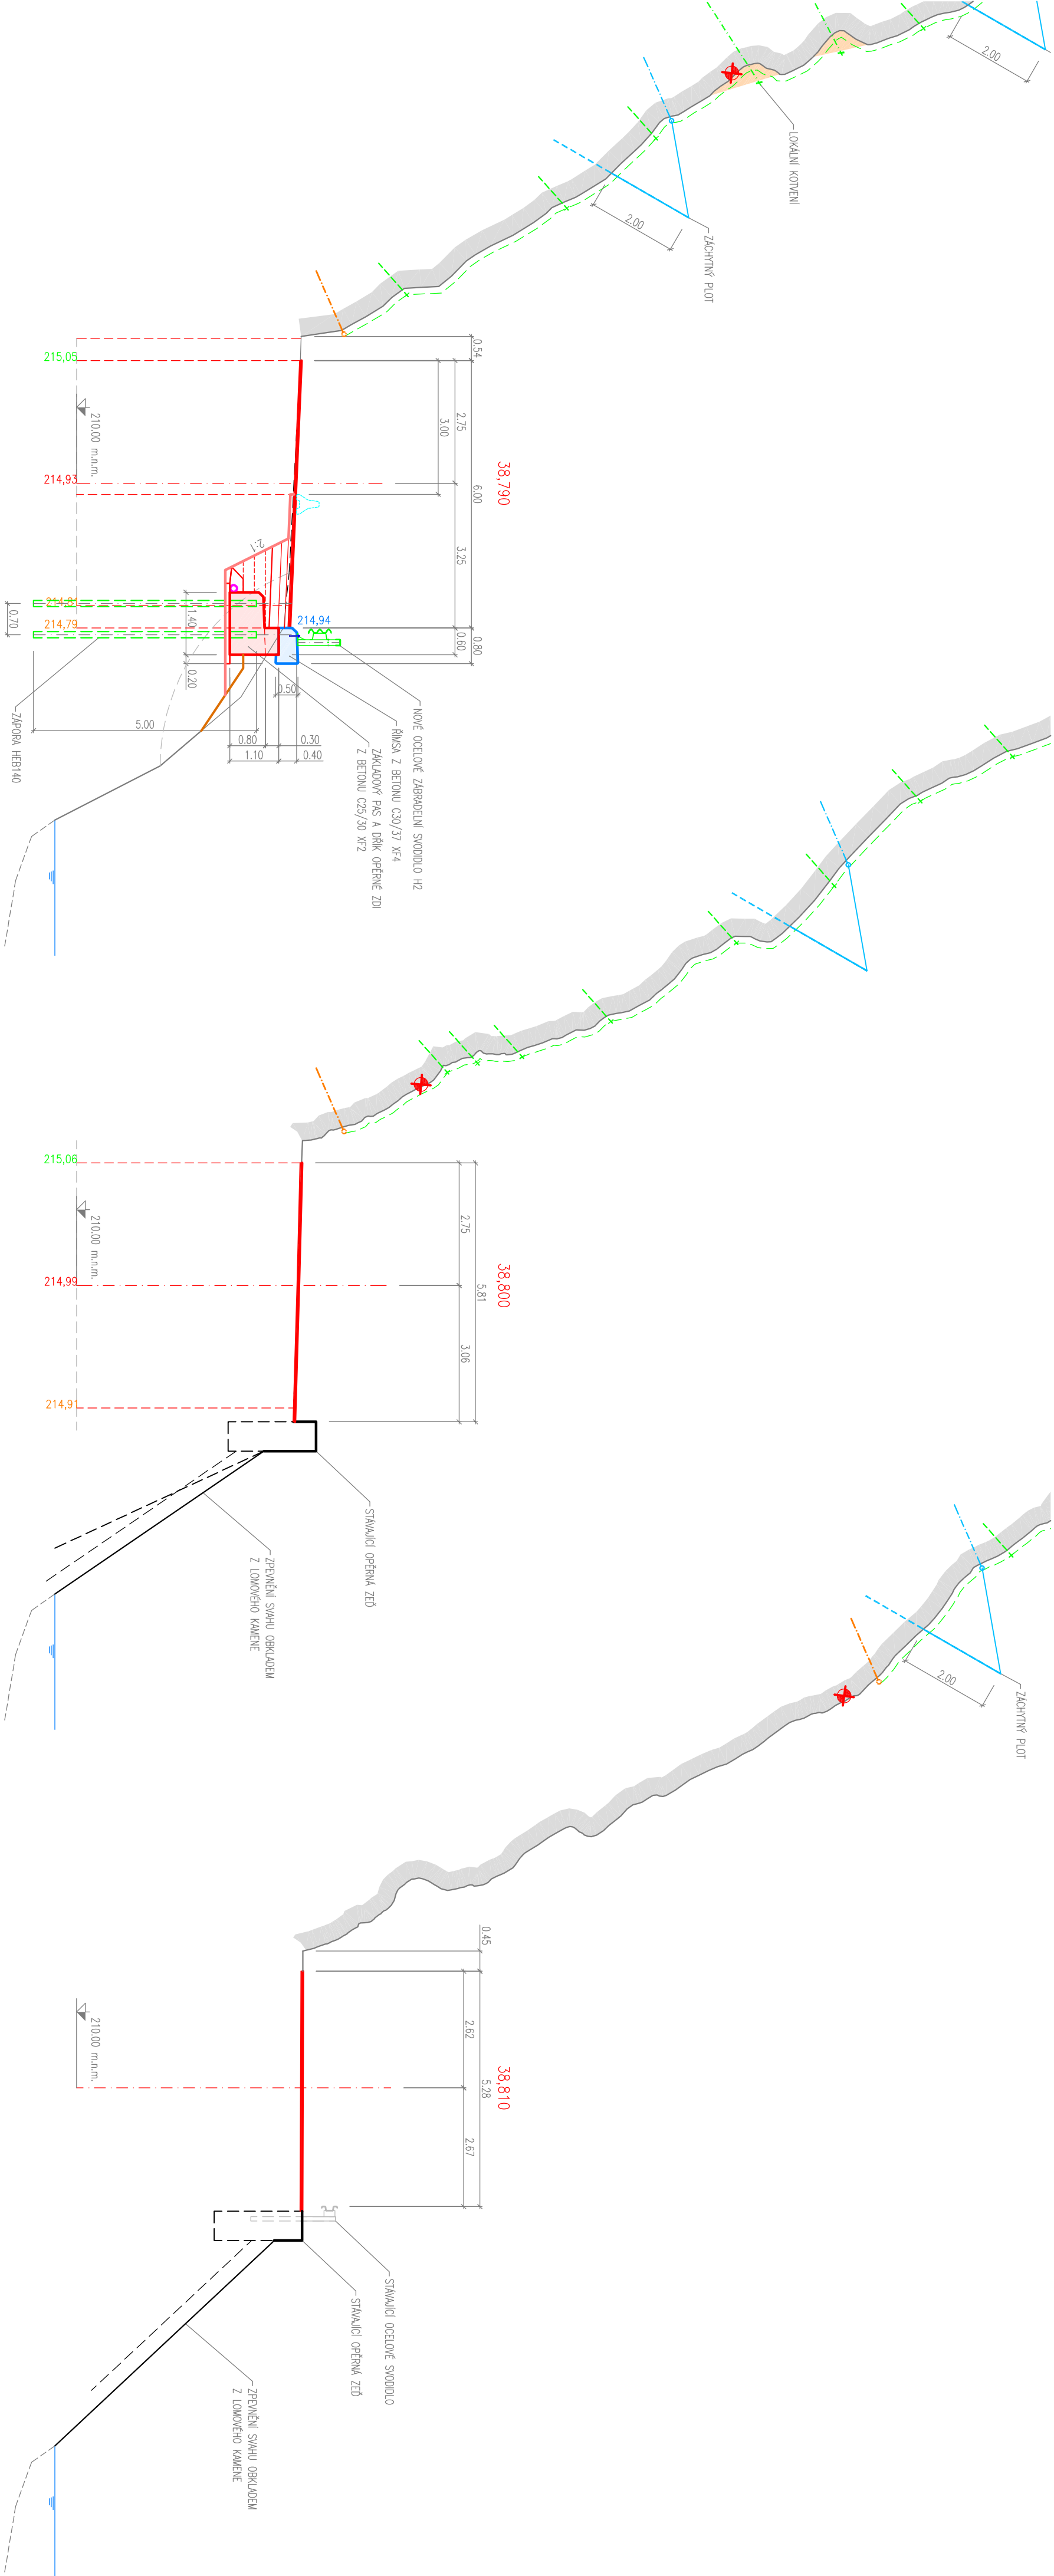 2.00
LOKÁLNÍ KOTVENÍ
2.00
ZÁCHYTNÝ PLOT
38,790
0.54
6.00
0.80
2.75
3.25
0.60
3.00
215,05
214,93
214,79
214,94
210.00 m.n.m.
1.40
0.20
0.50
0.70
5.00
0.80
0.30
1.10
0.40
NOVÉ OCELOVÉ ZÁBRADELNÍ SVODIDLO H2
ŘÍMSA Z BETONU C30/37 XF4
ZÁKLADOVÝ PAS A DŘÍK OPĚRNÉ ZDI
Z BETONU C25/30 XF2
ZÁPORA HEB140
38,800
5.81
2.75
3.06
215,06
214,99
214,91
210.00 m.n.m.
STÁVAJÍCÍ OPĚRNÁ ZEĎ
ZPEVNĚNÍ SVAHU OBKLADEM
Z LOMOVÉHO KAMENE
2.00
ZÁCHYTNÝ PLOT
38,810
0.45
5.28
2.62
2.67
210.00 m.n.m.
STÁVAJÍCÍ OCELOVÉ SVODIDLO
STÁVAJÍCÍ OPĚRNÁ ZEĎ
ZPEVNĚNÍ SVAHU OBKLADEM
Z LOMOVÉHO KAMENE